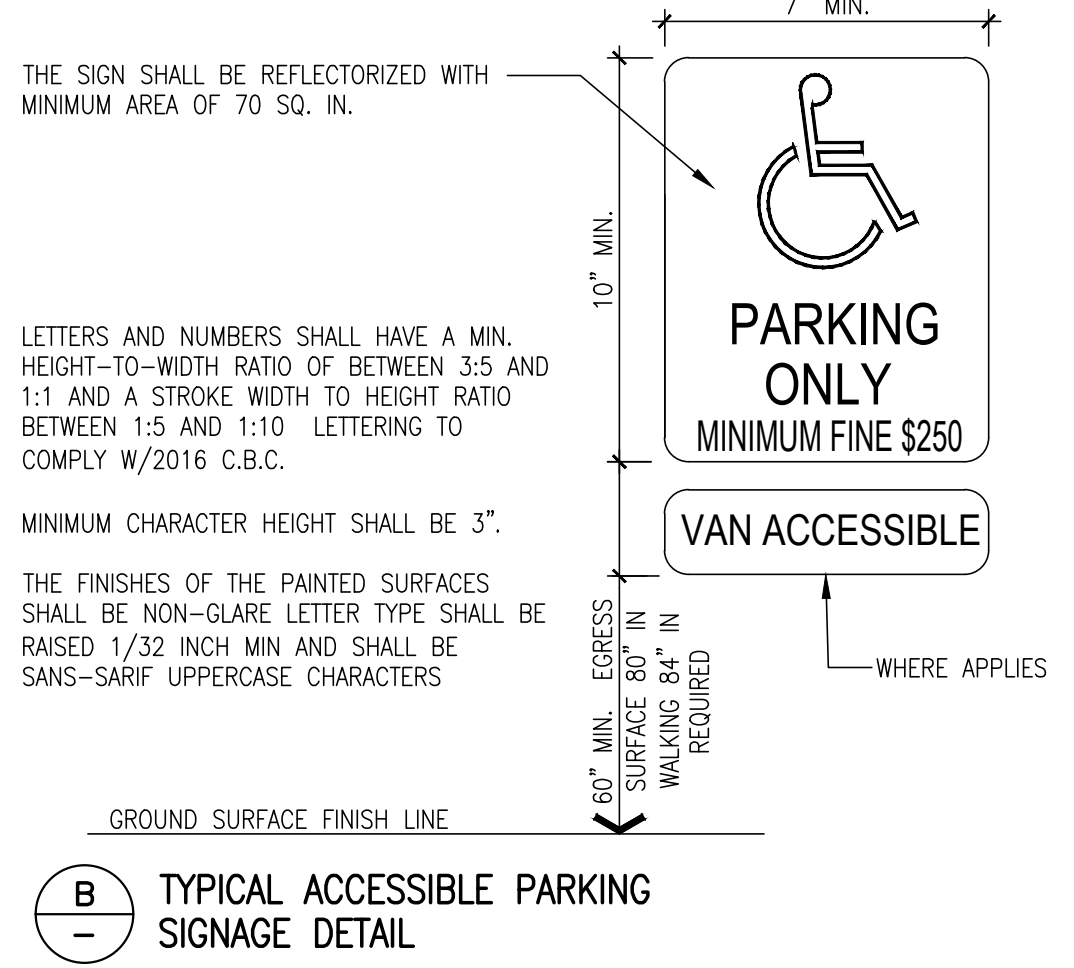 7" MIN.
THE SIGN SHALL BE REFLECTORIZED WITH
MINIMUM AREA OF 70 SQ. IN.
10" MIN.
PARKING
ONLY
MINIMUM FINE $250
LETTERS AND NUMBERS SHALL HAVE A MIN.
HEIGHT-TO-WIDTH RATIO OF BETWEEN 3:5 AND
1:1 AND A STROKE WIDTH TO HEIGHT RATIO
BETWEEN 1:5 AND 1:10 LETTERING TO
COMPLY W/2016 C.B.C.
MINIMUM CHARACTER HEIGHT SHALL BE 3".
VAN ACCESSIBLE
THE FINISHES OF THE PAINTED SURFACES
SHALL BE NON-GLARE LETTER TYPE SHALL BE
RAISED 1/32 INCH MIN AND SHALL BE
SANS-SARIF UPPERCASE CHARACTERS
60" MIN. EGRESS
SURFACE 80" IN
WALKING 84" IN
REQUIRED
WHERE APPLIES
GROUND SURFACE FINISH LINE
B
-
TYPICAL ACCESSIBLE PARKING
SIGNAGE DETAIL